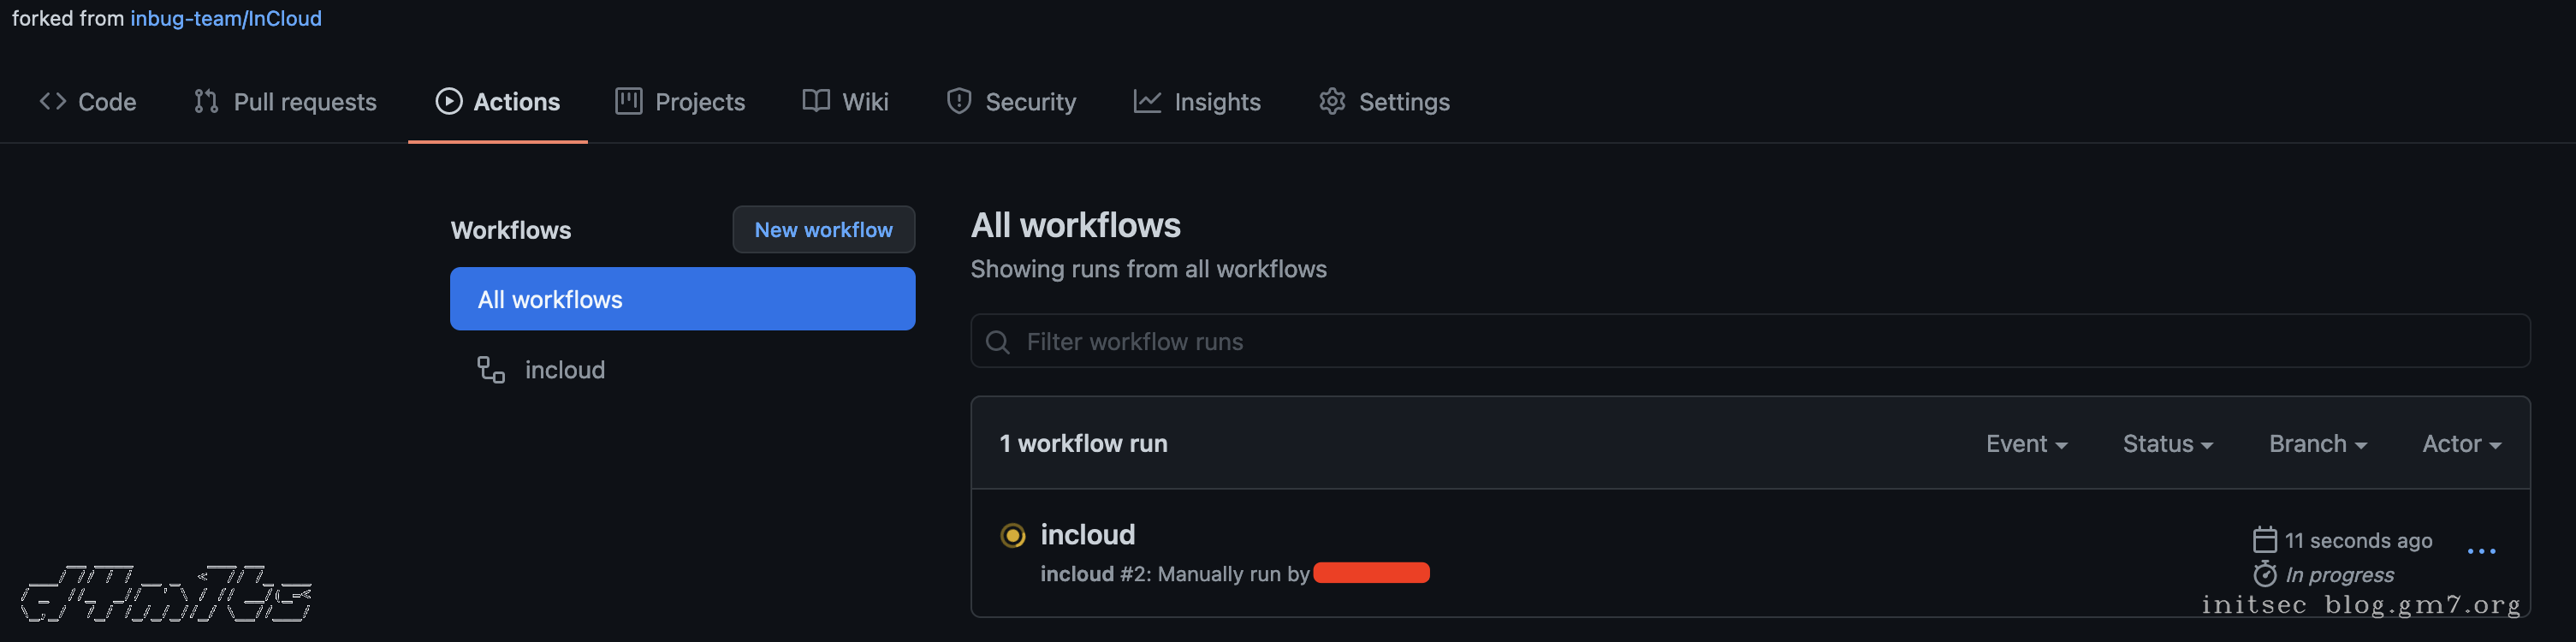 forked from inbug-team/InCloud
Code Pull requests Actions Projects Wiki Security Insights Settings
Workflows New workflow
All workflows
incloud
All workflows
Showing runs from all workflows
Filter workflow runs
1 workflow run Event Status Branch Actor
incloud
incloud #2: Manually run by
11 seconds ago
In progress
initsec blog.gm7.org